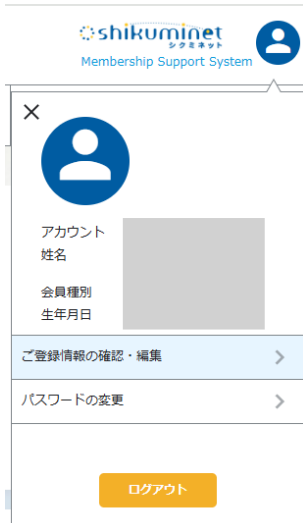 shikuminet
シクミネット
Membership Support System
アカウント
姓名
会員種別
生年月日
ご登録情報の確認・編集
パスワードの変更
ログアウト